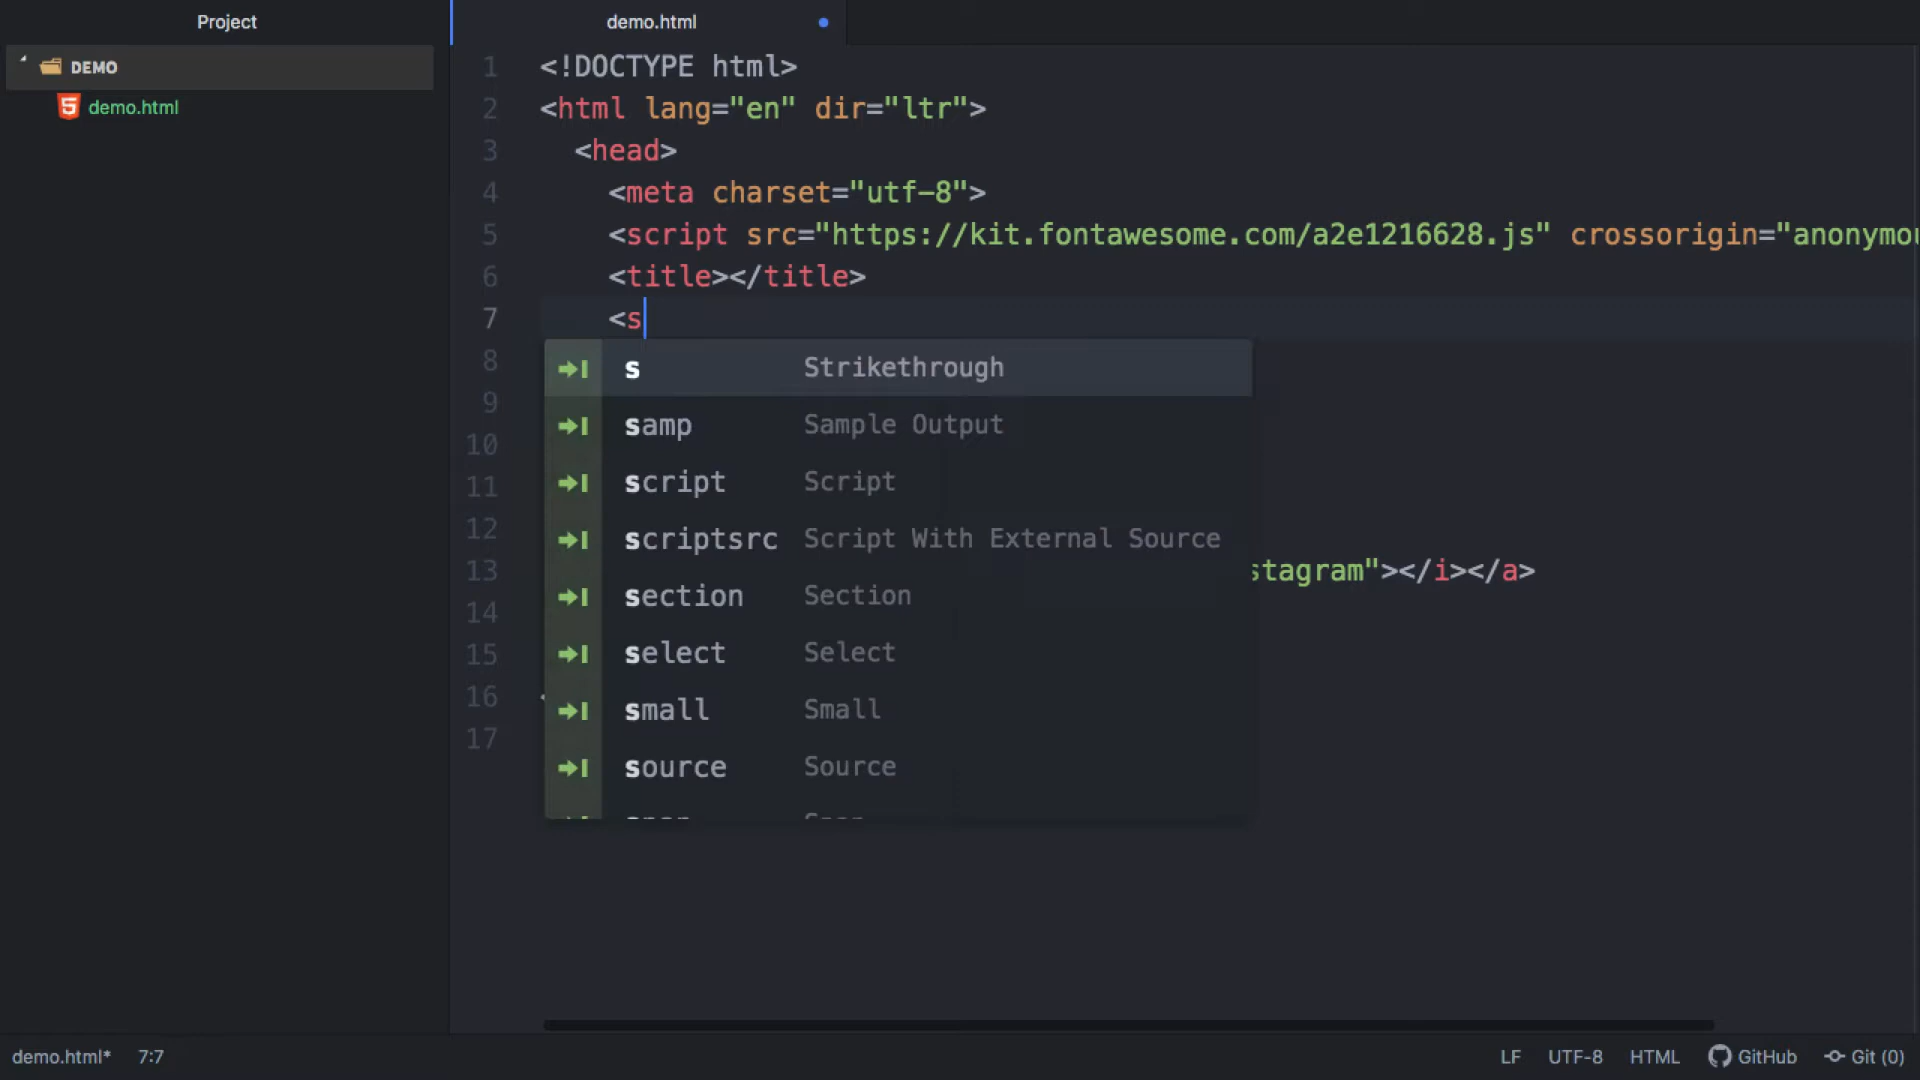 Project
demo.html
DEMO
demo.html
1 <!DOCTYPE html>
2 <html lang="en" dir="ltr">
3 <head>
4 <meta charset="utf-8">
5 <script src="https://kit.fontawesome.com/a2e1216628.js" crossorigin="anonymou
6 <title></title>
7 <s
8 s Strikethrough
9 samp Sample Output
10
11 script Script
12 scriptsrc Script With External Source
13 stagram"></i></a>
14 section Section
15 select Select
16 small Small
17 source Source
demo.html* 7:7 LF UTF-8 HTML GitHub Git (0)